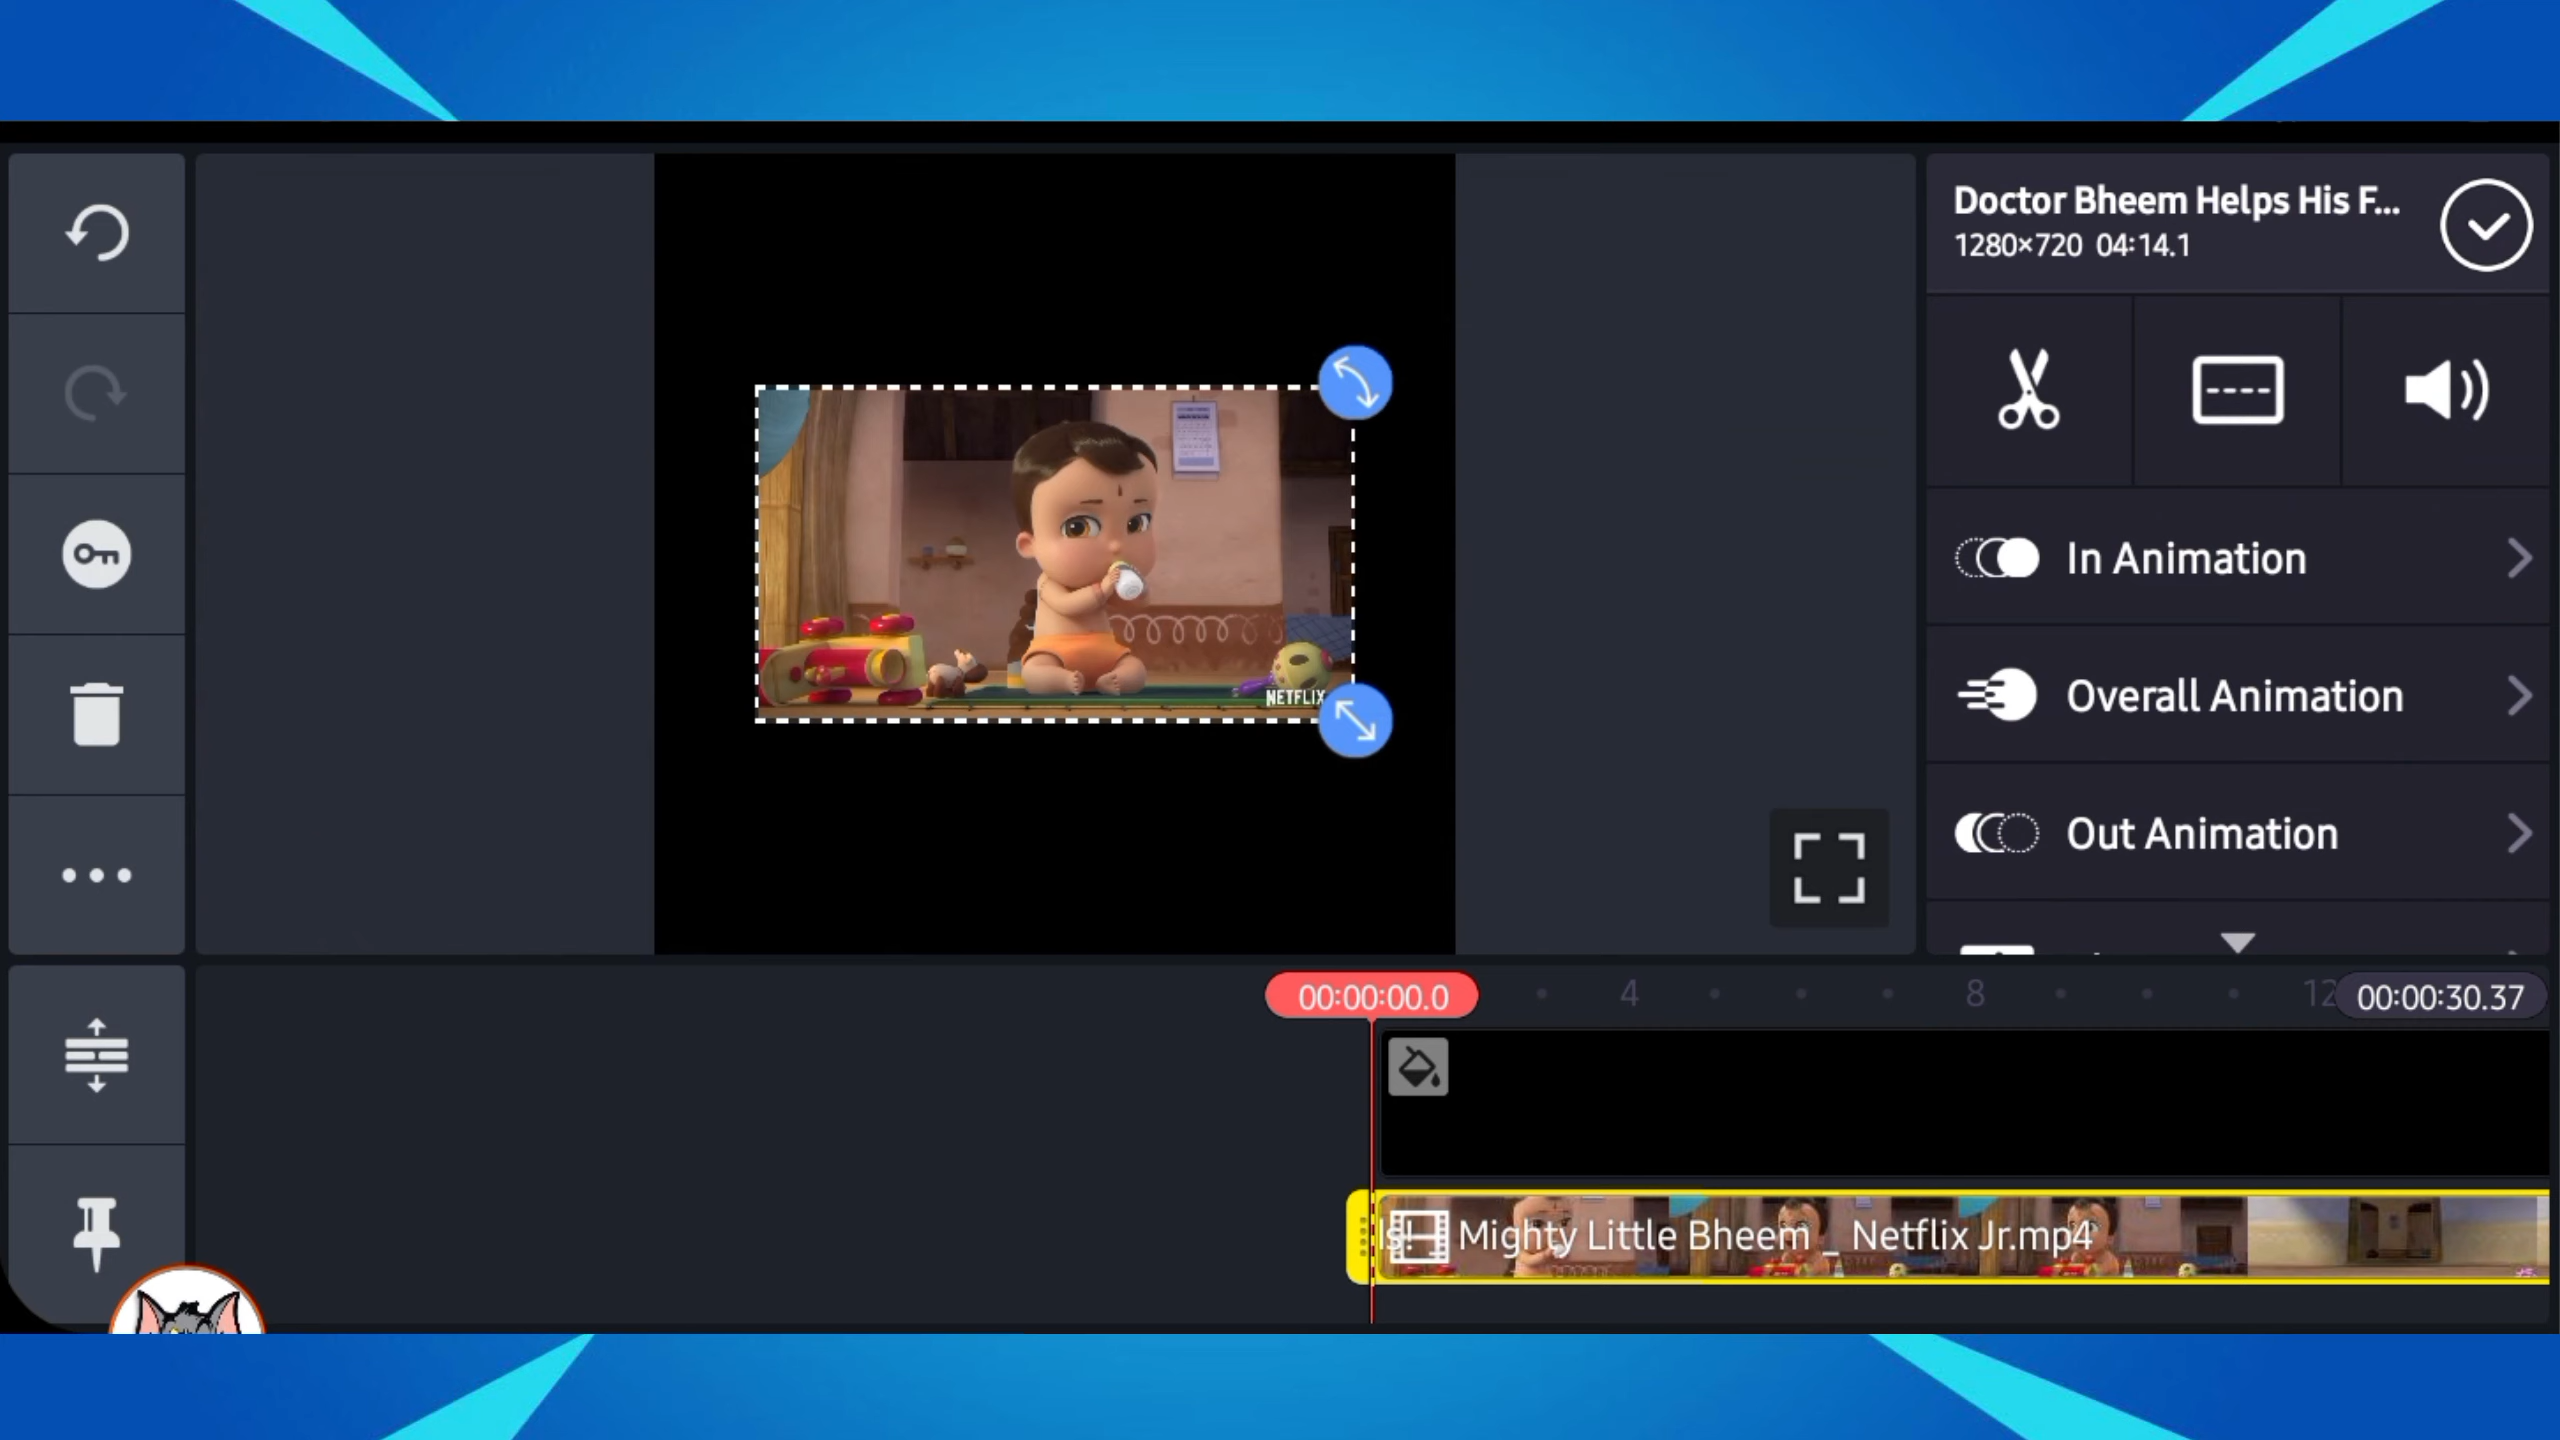 Doctor Bheem Helps His F...
1280×720 04:14.1
In Animation
Overall Animation
Out Animation
NETFLIX
00:00:00.0
4
8
12
00:00:30.37
ls! Mighty Little Bheem _ Netflix Jr.mp4